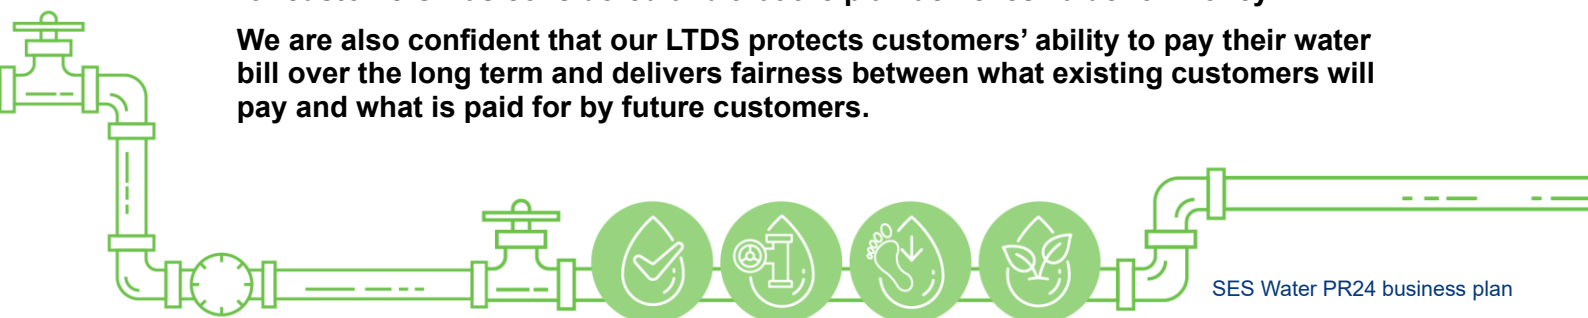 We are also confident that our LTDS protects customers' ability to pay their water
bill over the long term and delivers fairness between what existing customers will
pay and what is paid for by future customers.
SES Water PR24 business plan